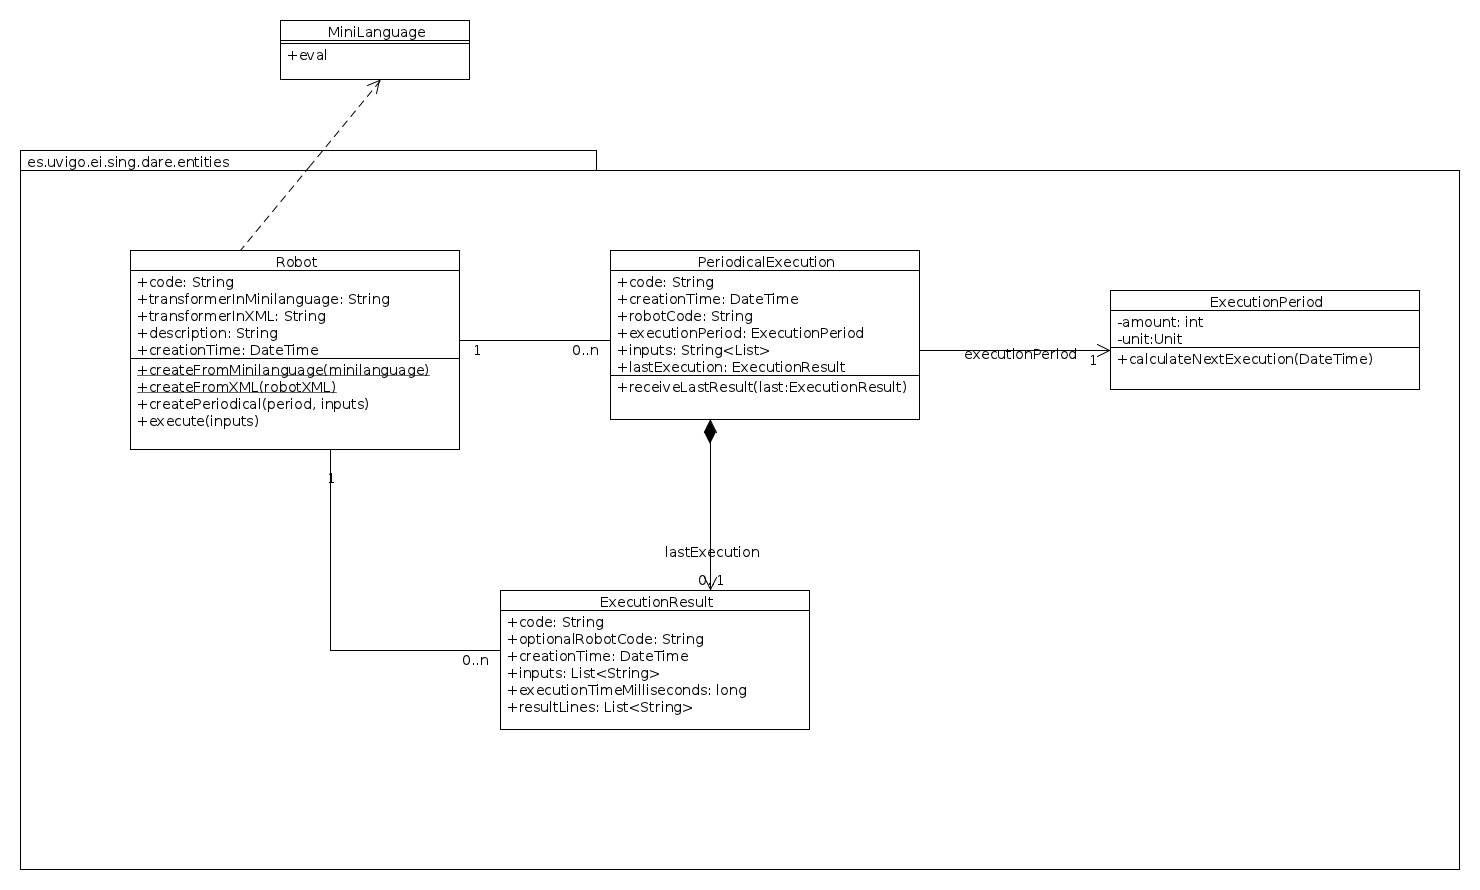 MiniLanguage
+eval
es.uvigo.ei.sing.dare.entities
Robot
+code: String
+transformerInMinilanguage: String
+transformerInXML: String
+description: String
+creationTime: DateTime
+createFromMinilanguage(minilanguage)
+createFromXML(robotXML)
+createPeriodical(period, inputs)
+execute(inputs)
1
0..n
PeriodicalExecution
+code: String
+creationTime: DateTime
+robotCode: String
+executionPeriod: ExecutionPeriod
+inputs: String<List>
+lastExecution: ExecutionResult
+receiveLastResult(last:ExecutionResult)
executionPeriod
1
ExecutionPeriod
-amount: int
-unit:Unit
+calculateNextExecution(DateTime)
1
0..n
lastExecution
0..1
ExecutionResult
+code: String
+optionalRobotCode: String
+creationTime: DateTime
+inputs: List<String>
+executionTimeMilliseconds: long
+resultLines: List<String>